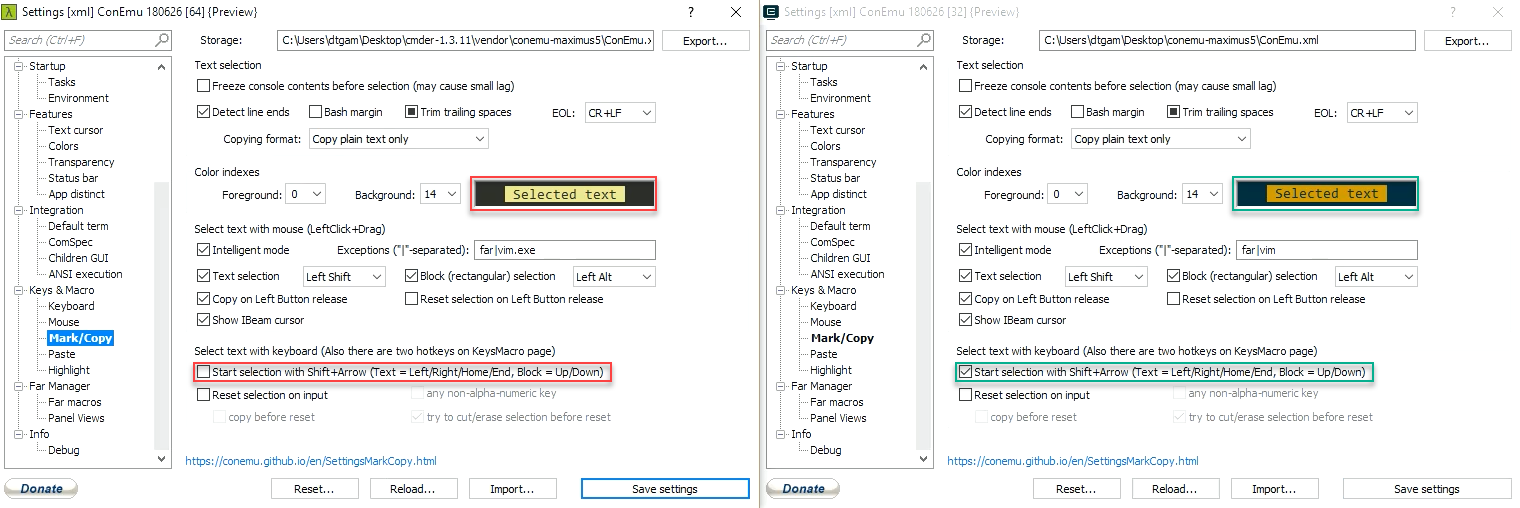 Settings [xml] ConEmu 180626 [64] {Preview}
?
Search (Ctrl+F)
Storage:
C:\Users\dtgam\Desktop\cmder-1.3.11\vendor\conemu-maximus5\ConEmu.x
Export...
Startup
Tasks
Environment
Features
Text cursor
Colors
Transparency
Status bar
App distinct
Integration
Default term
ComSpec
Children GUI
ANSI execution
Keys & Macro
Keyboard
Mouse
Mark/Copy
Paste
Highlight
Far Manager
Far macros
Panel Views
Info
Debug
Text selection
Freeze console contents before selection (may cause small lag)
Detect line ends Bash margin Trim trailing spaces EOL: CR+LF
Copying format: Copy plain text only
Color indexes
Foreground: 0 Background: 14 Selected text
Select text with mouse (LeftClick+Drag)
Intelligent mode Exceptions ("|"-separated): far|vim.exe
Text selection Left Shift Block (rectangular) selection Left Alt
Copy on Left Button release Reset selection on Left Button release
Show IBeam cursor
Select text with keyboard (Also there are two hotkeys on KeysMacro page)
Start selection with Shift+Arrow (Text = Left/Right/Home/End, Block = Up/Down)
Reset selection on input any non-alpha-numeric key
copy before reset try to cut/erase selection before reset
https://conemu.github.io/en/SettingsMarkCopy.html
Donate Reset... Reload... Import... Save settings
Settings [xml] ConEmu 180626 [32] {Preview}
?
Search (Ctrl+F)
Storage:
C:\Users\dtgam\Desktop\conemu-maximus5\ConEmu.xml
Export...
Startup
Tasks
Environment
Features
Text cursor
Colors
Transparency
Status bar
App distinct
Integration
Default term
ComSpec
Children GUI
ANSI execution
Keys & Macro
Keyboard
Mouse
Mark/Copy
Paste
Highlight
Far Manager
Far macros
Panel Views
Info
Debug
Text selection
Freeze console contents before selection (may cause small lag)
Detect line ends Bash margin Trim trailing spaces EOL: CR+LF
Copying format: Copy plain text only
Color indexes
Foreground: 0 Background: 14 Selected text
Select text with mouse (LeftClick+Drag)
Intelligent mode Exceptions ("|"-separated): far|vim
Text selection Left Shift Block (rectangular) selection Left Alt
Copy on Left Button release Reset selection on Left Button release
Show IBeam cursor
Select text with keyboard (Also there are two hotkeys on KeysMacro page)
Start selection with Shift+Arrow (Text = Left/Right/Home/End, Block = Up/Down)
Reset selection on input any non-alpha-numeric key
copy before reset try to cut/erase selection before reset
https://conemu.github.io/en/SettingsMarkCopy.html
Donate Reset... Reload... Import... Save settings